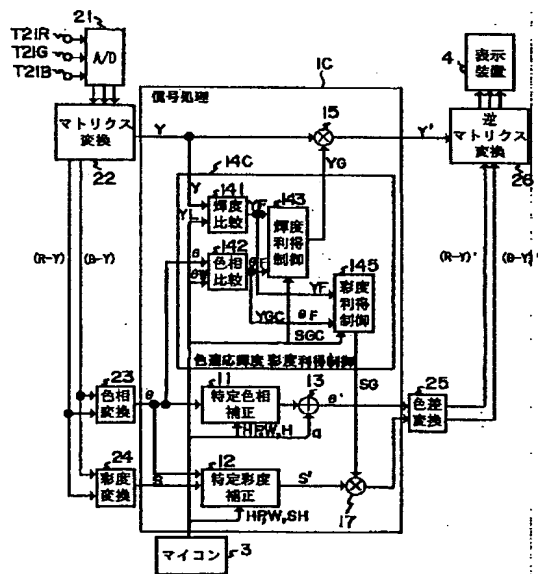 21
T21R
T21G
T21B
A/D
1C
4
表示
装置
信号処理
15
マトリクス
変換
22
Y
Y'
逆
マトリクス
変換
26
YG
14C
Y
141
YF
143
YL
輝度
比較
輝度
利得
制御
142
θ
色相
比較
θF
145
彩度
利得
制御
(R-Y)
(B-Y)
(R-Y)'
(B-Y)'
YF
YGC
θF
SGC
色適応輝度彩度利得制御
SG
23
色相
変換
θ
11
特定色相
補正
13
θ'
25
色差
変換
HP,W,H
a
24
彩度
変換
S
12
特定彩度
補正
S'
17
HP,W,SH
マイコン
3